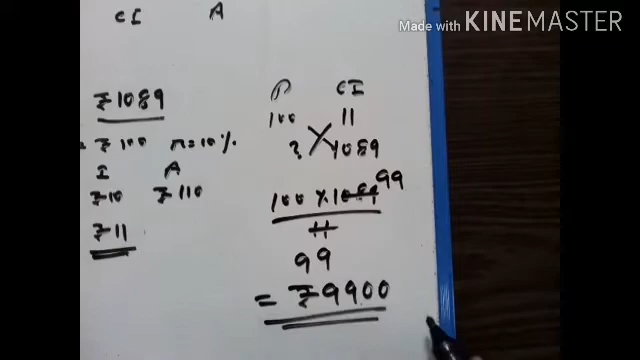 Made with KINEMASTER
CI A
₹1089
= ₹100 n=10%
I A
₹10 ₹110
₹11
P CI
100 11
? 1089
100 × 1089 99
11
99
= ₹9900